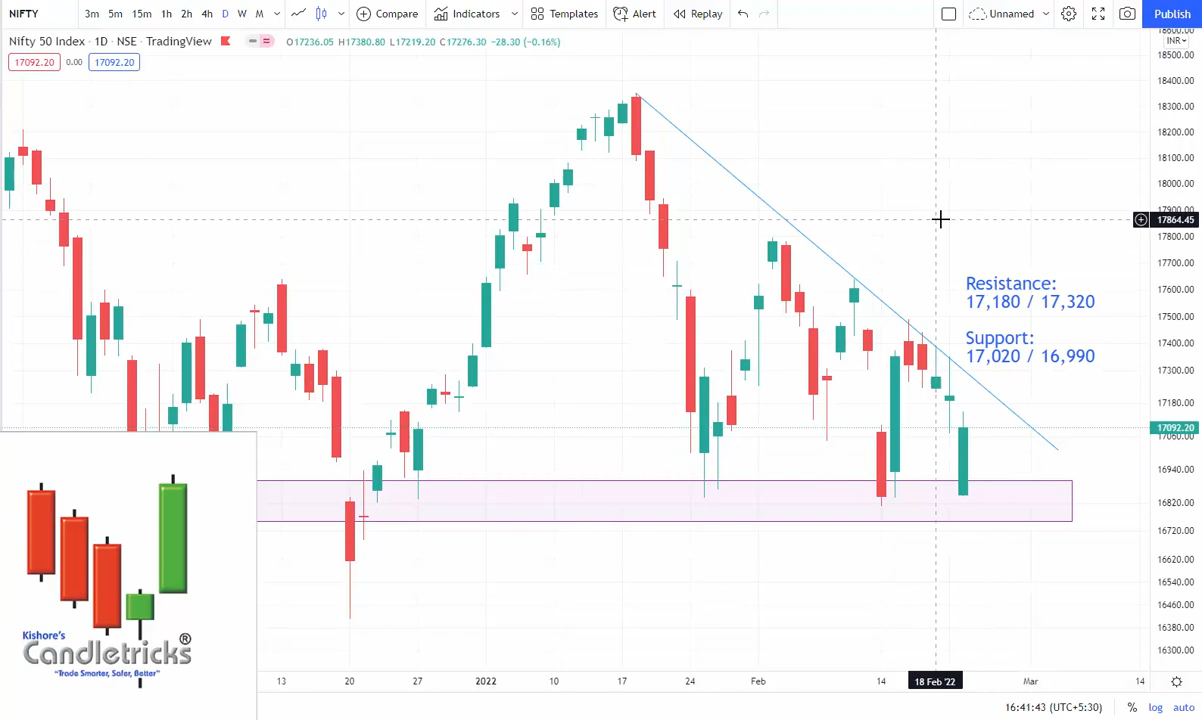 NIFTY 3m 5m 15m 1h 2h 4h D W M Compare Indicators Templates Alert Replay Unnamed Publish
Nifty 50 Index · 1D · NSE · TradingView O17236.05 H17380.80 L17219.20 C17276.30 −28.30 (−0.16%)
INR
17092.20 0.00 17092.20
18600.00
18500.00
18400.00
18300.00
18200.00
18100.00
18000.00
17900.00
17864.45
17800.00
17700.00
17600.00
17500.00
17400.00
17300.00
17180.00
17092.20
17060.00
16940.00
16820.00
16720.00
16620.00
16540.00
16460.00
16380.00
16300.00
Resistance:
17,180 / 17,320
Support:
17,020 / 16,990
Kishore's
Candletricks®
"Trade Smarter, Safer, Better"
13 20 27 2022 10 17 24 Feb 14 18 Feb '22 Mar 14
16:41:43 (UTC+5:30) % log auto